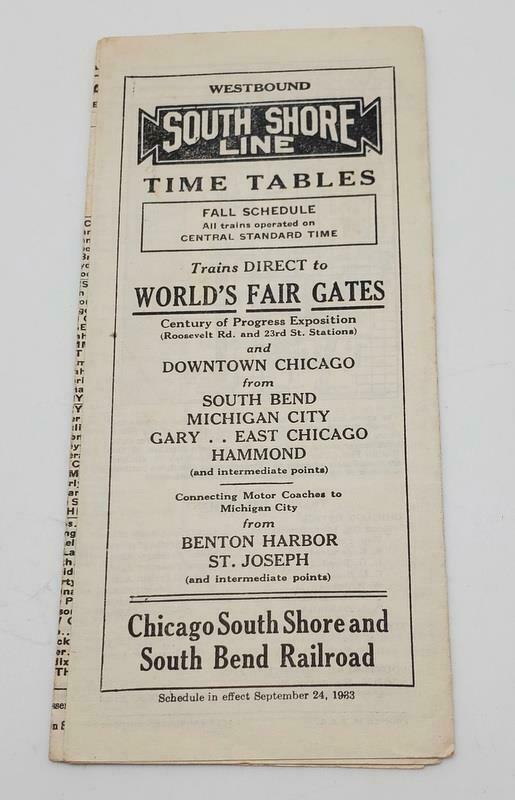 WESTBOUND
SOUTH SHORE
LINE
TIME TABLES
FALL SCHEDULE
All trains operated on
CENTRAL STANDARD TIME
Trains DIRECT to
WORLD'S FAIR GATES
Century of Progress Exposition
(Roosevelt Rd. and 23rd St. Stations)
and
DOWNTOWN CHICAGO
from
SOUTH BEND
MICHIGAN CITY
GARY . . EAST CHICAGO
HAMMOND
(and intermediate points)
Connecting Motor Coaches to
Michigan City
from
BENTON HARBOR
ST. JOSEPH
(and intermediate points)
Chicago South Shore and
South Bend Railroad
Schedule in effect September 24, 1933